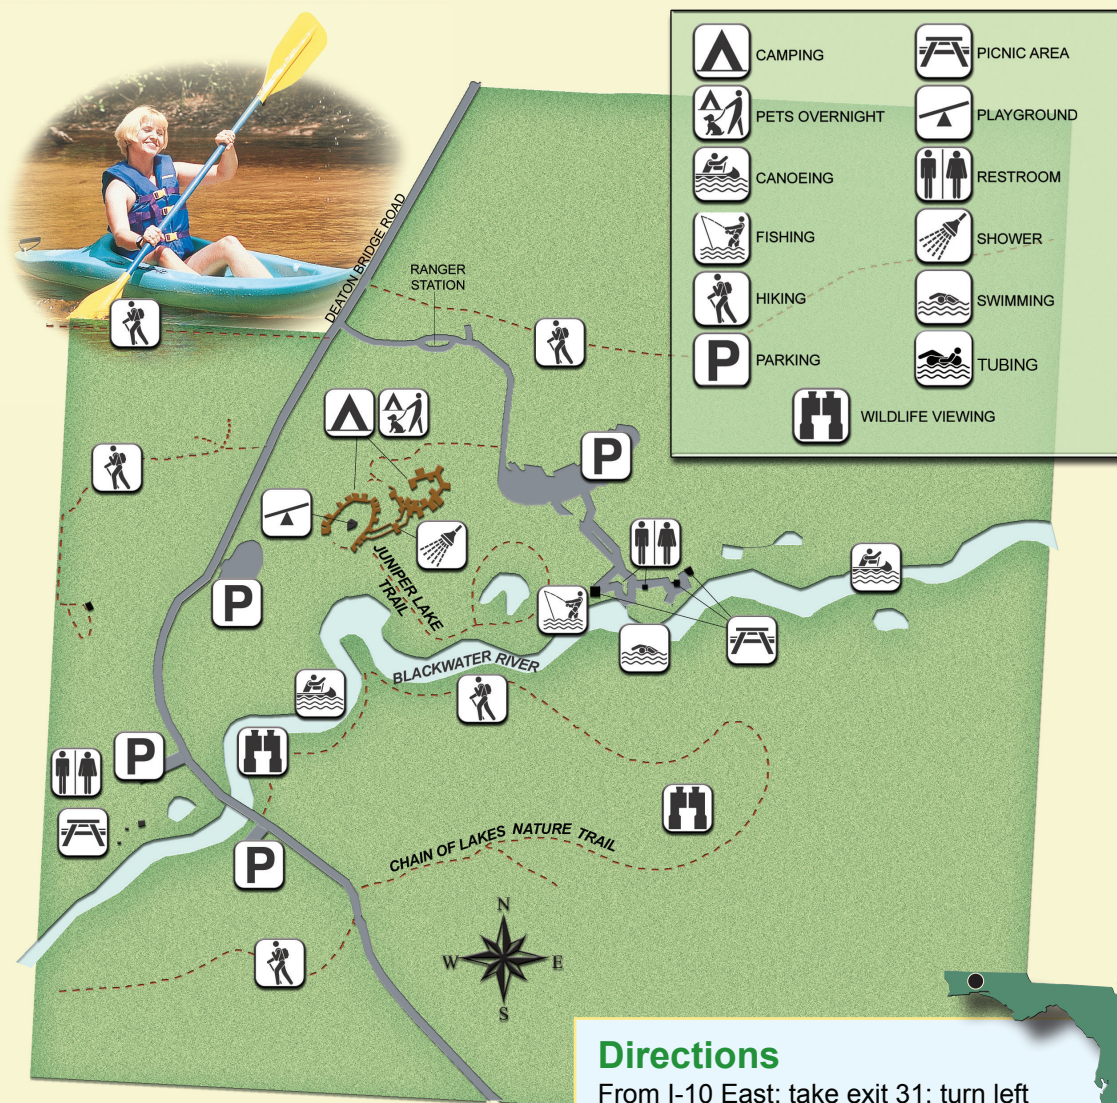 CAMPING
PETS OVERNIGHT
CANOEING
FISHING
HIKING
P PARKING
PICNIC AREA
PLAYGROUND
RESTROOM
SHOWER
SWIMMING
TUBING
WILDLIFE VIEWING
DEATON BRIDGE ROAD
RANGER
STATION
P
JUNIPER LAKE
TRAIL
P
BLACKWATER RIVER
P
P
CHAIN OF LAKES NATURE TRAIL
N
W E
S
Directions
From I-10 East: take exit 31; turn left